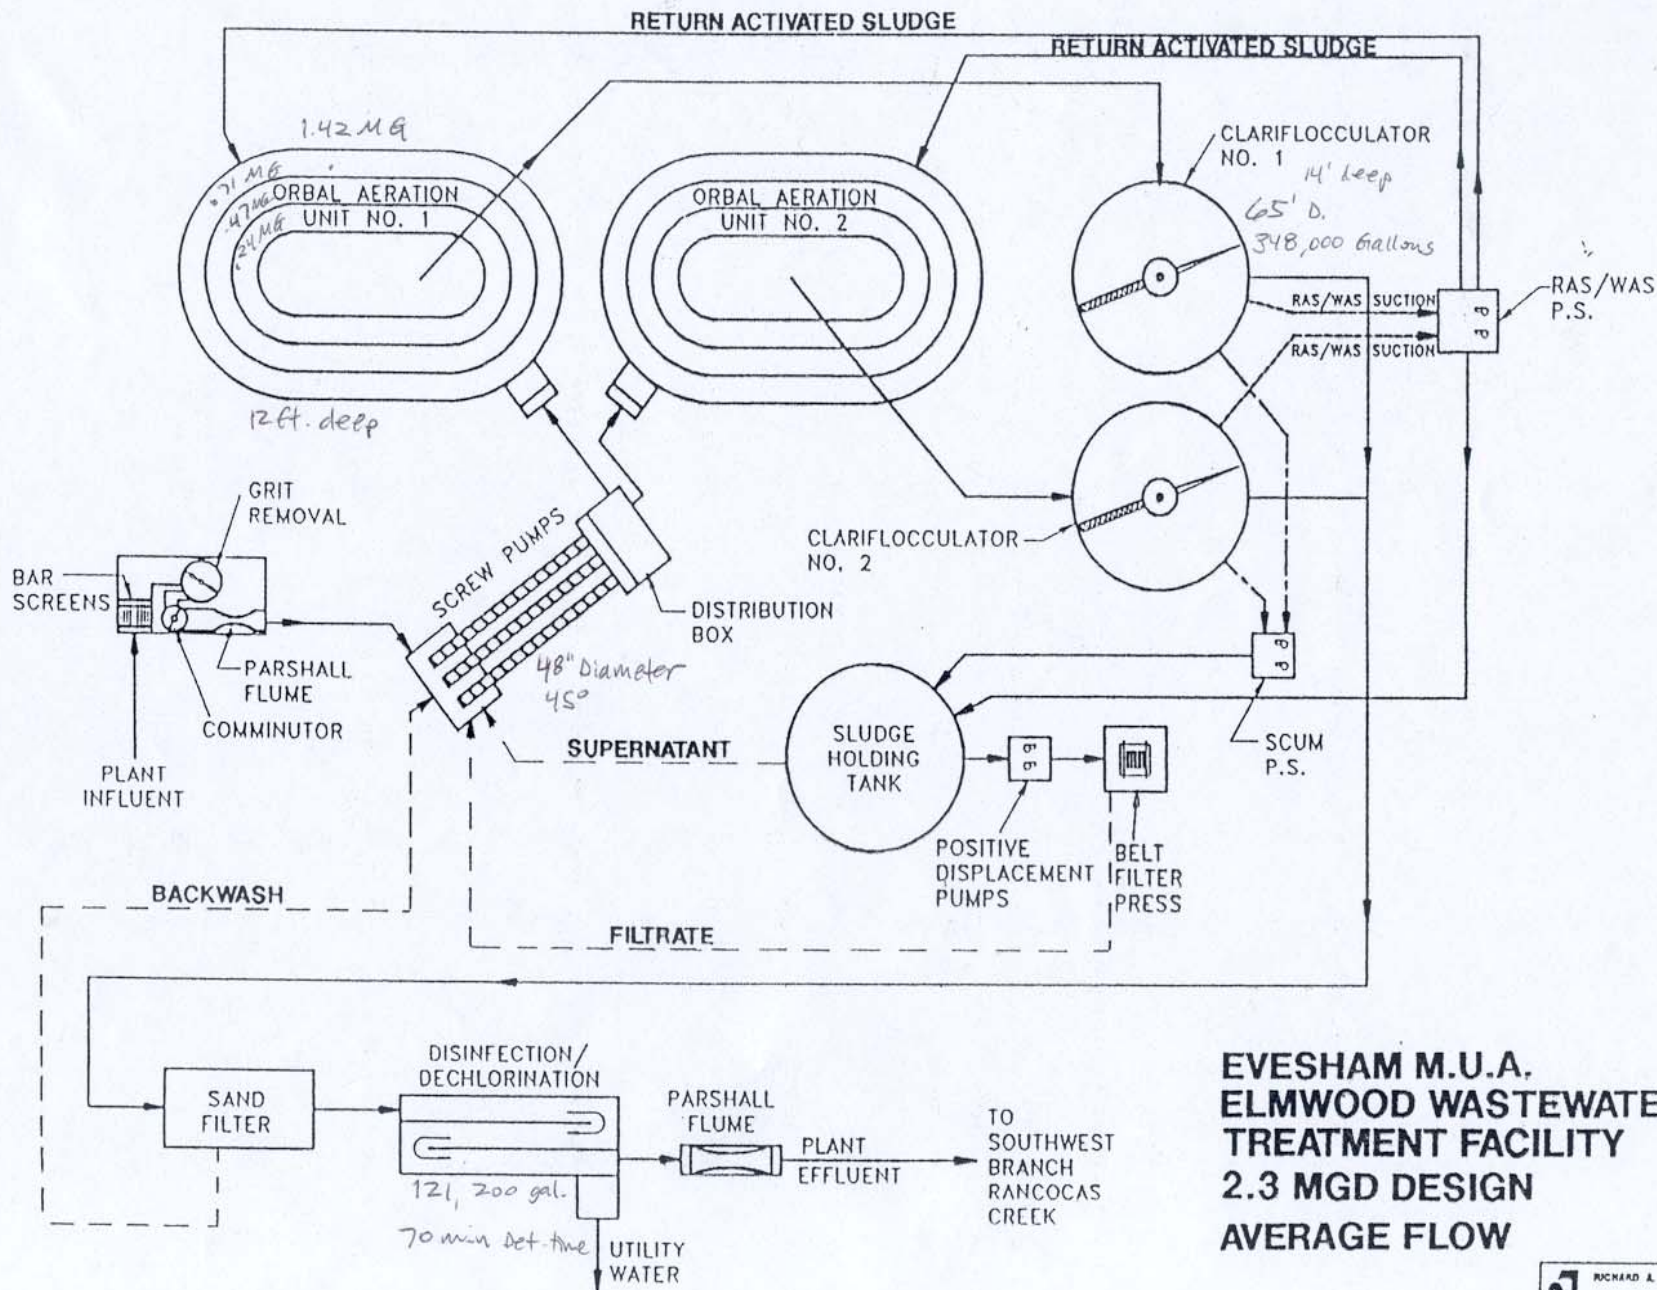 RETURN ACTIVATED SLUDGE
RETURN ACTIVATED SLUDGE
1.42 MG
.71 MG
.47 MG
.24 MG
ORBAL AERATION
UNIT NO. 1
12 ft. deep
ORBAL AERATION
UNIT NO. 2
CLARIFLOCCULATOR
NO. 1
14' deep
65' D.
348,000 Gallons
RAS/WAS SUCTION
RAS/WAS SUCTION
RAS/WAS
P.S.
CLARIFLOCCULATOR
NO. 2
GRIT
REMOVAL
BAR
SCREENS
PARSHALL
FLUME
COMMINUTOR
PLANT
INFLUENT
SCREW PUMPS
48" Diameter
45°
DISTRIBUTION
BOX
SUPERNATANT
SLUDGE
HOLDING
TANK
SCUM
P.S.
POSITIVE
DISPLACEMENT
PUMPS
BELT
FILTER
PRESS
BACKWASH
FILTRATE
SAND
FILTER
DISINFECTION/
DECHLORINATION
121,200 gal.
70 min Det. time
UTILITY
WATER
PARSHALL
FLUME
PLANT
EFFLUENT
TO
SOUTHWEST
BRANCH
RANCOCAS
CREEK
EVESHAM M.U.A.
ELMWOOD WASTEWATE
TREATMENT FACILITY
2.3 MGD DESIGN
AVERAGE FLOW
RICHARD A.